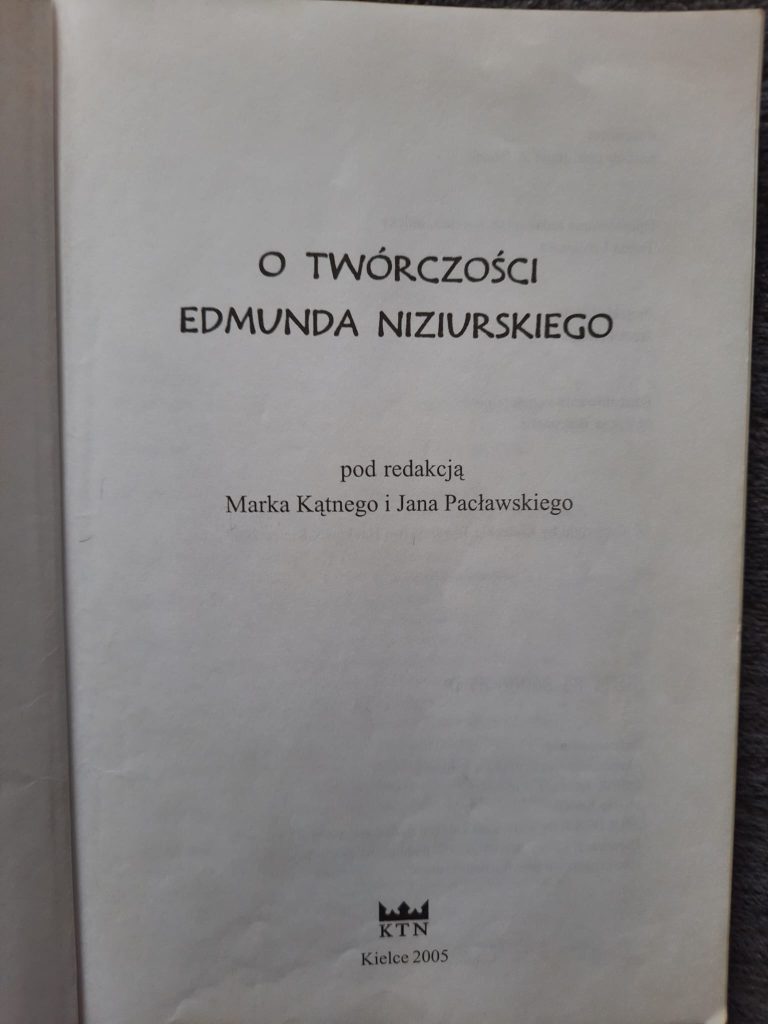 O TWÓRCZOŚCI
EDMUNDA NIZIURSKIEGO
pod redakcją
Marka Kątnego i Jana Pacławskiego
KTN
Kielce 2005